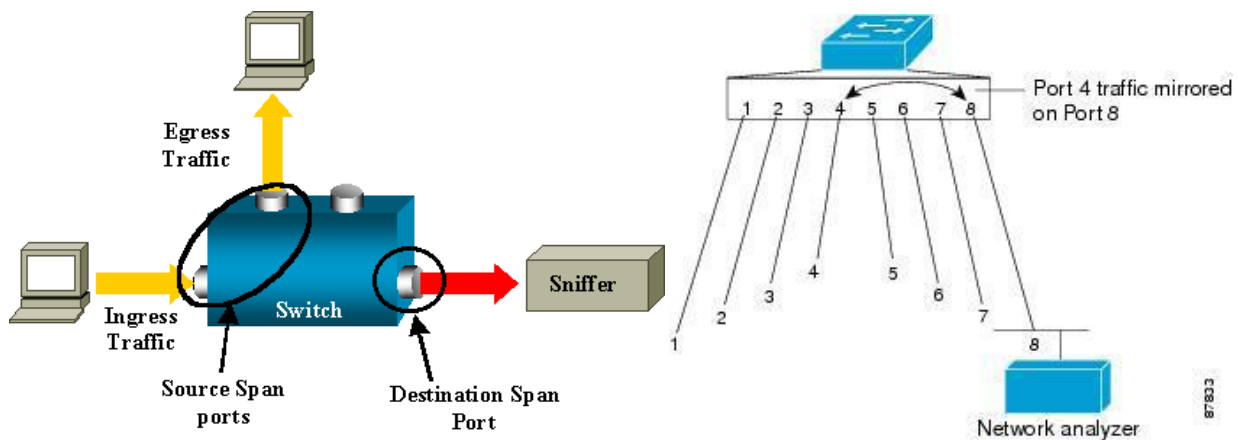 Egress
Traffic
Ingress
Traffic
Switch
Sniffer
Source Span
ports
Destination Span
Port
1 2 3 4 5 6 7 8
Port 4 traffic mirrored
on Port 8
4
5
3
6
2
7
1
8
Network analyzer
87833